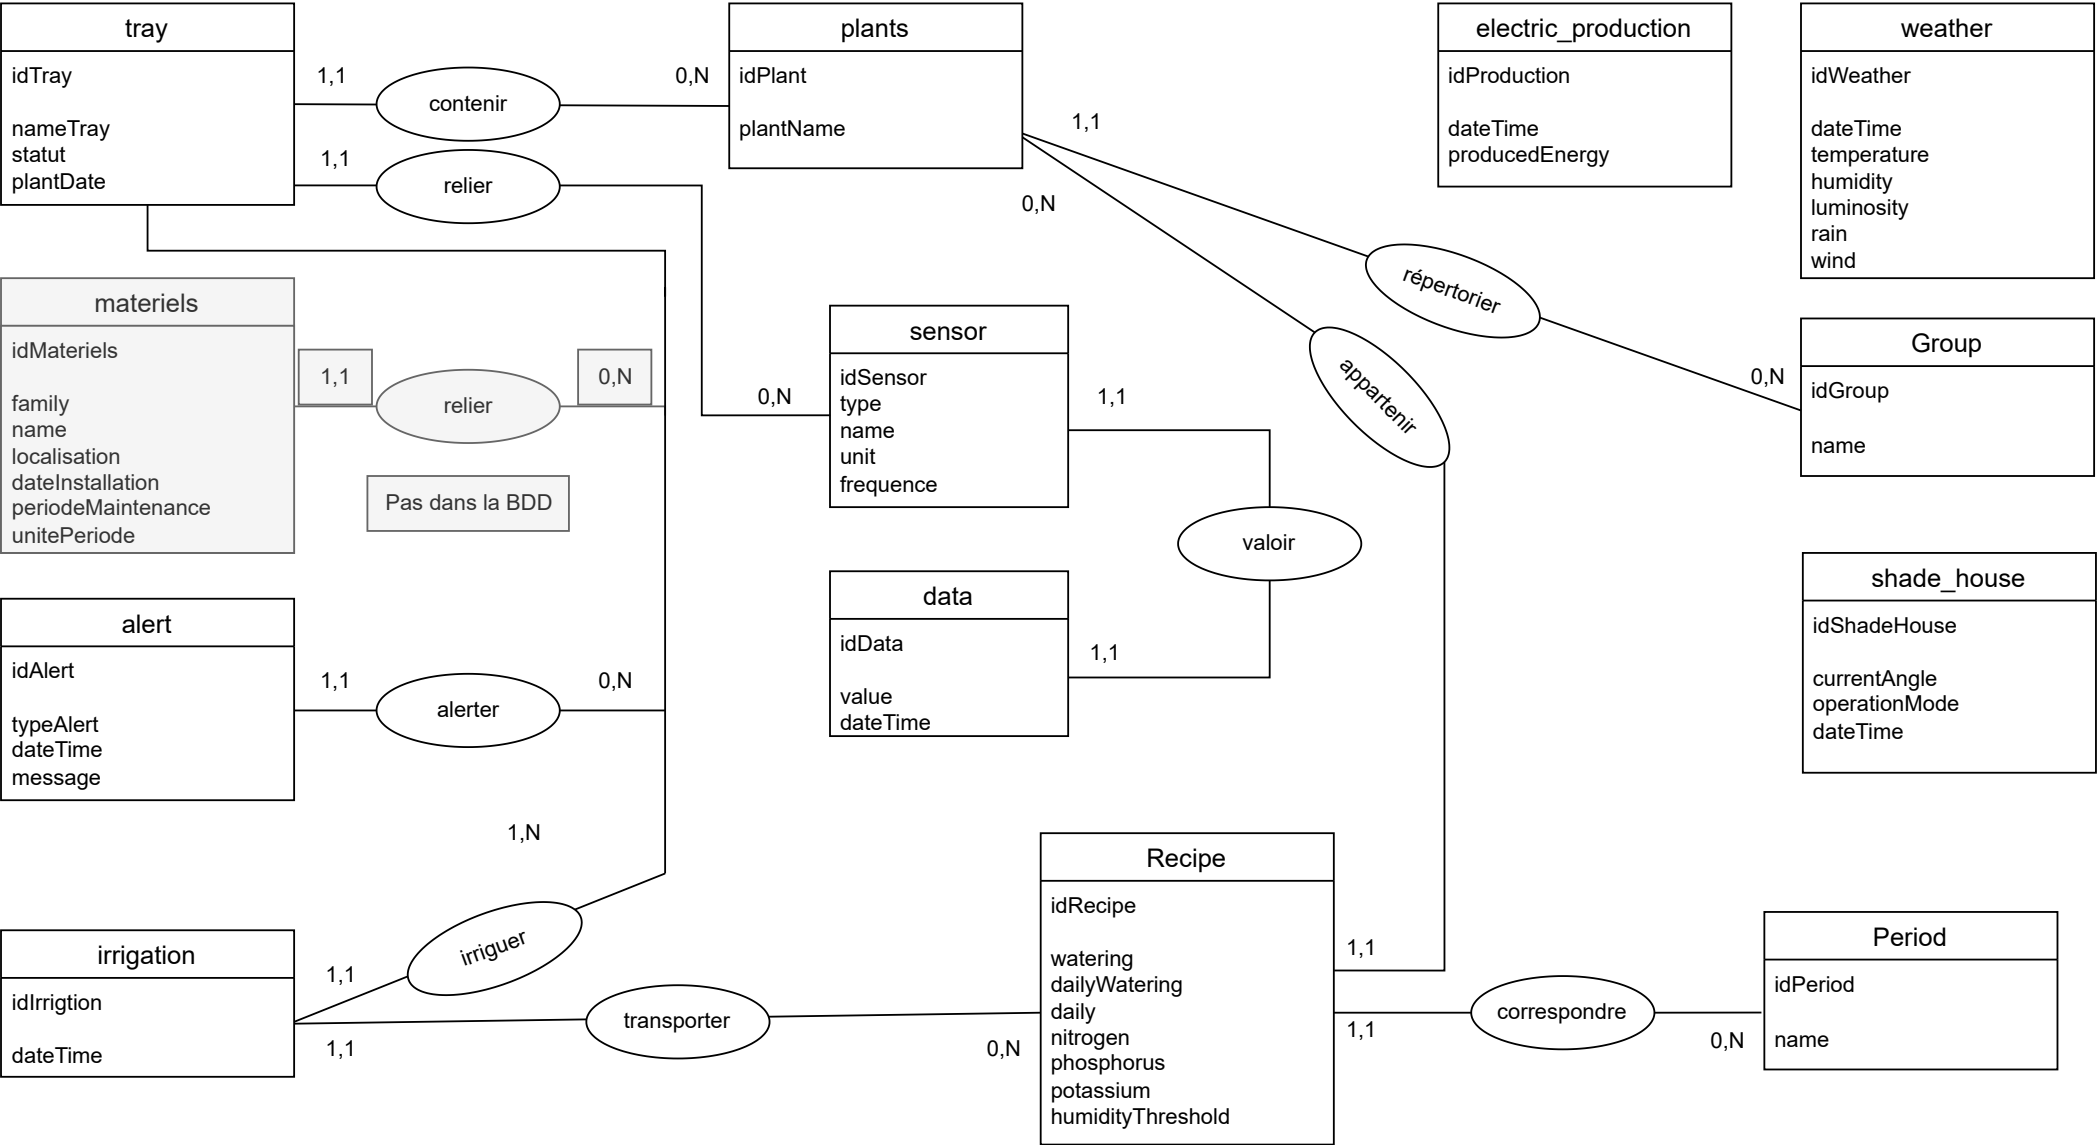 tray
idTray
nameTray
statut
plantDate
1,1
contenir
0,N
1,1
relier
plants
idPlant
plantName
1,1
0,N
electric_production
idProduction
dateTime
producedEnergy
weather
idWeather
dateTime
temperature
humidity
luminosity
rain
wind
répertorier
appartenir
materiels
idMateriels
family
name
localisation
dateInstallation
periodeMaintenance
unitePeriode
1,1
relier
0,N
Pas dans la BDD
0,N
sensor
idSensor
type
name
unit
frequence
1,1
valoir
0,N
Group
idGroup
name
data
idData
value
dateTime
1,1
shade_house
idShadeHouse
currentAngle
operationMode
dateTime
alert
idAlert
typeAlert
dateTime
message
1,1
alerter
0,N
1,N
irriguer
1,1
irrigation
idIrrigtion
dateTime
1,1
transporter
0,N
Recipe
idRecipe
watering
dailyWatering
daily
nitrogen
phosphorus
potassium
humidityThreshold
1,1
1,1
correspondre
0,N
Period
idPeriod
name